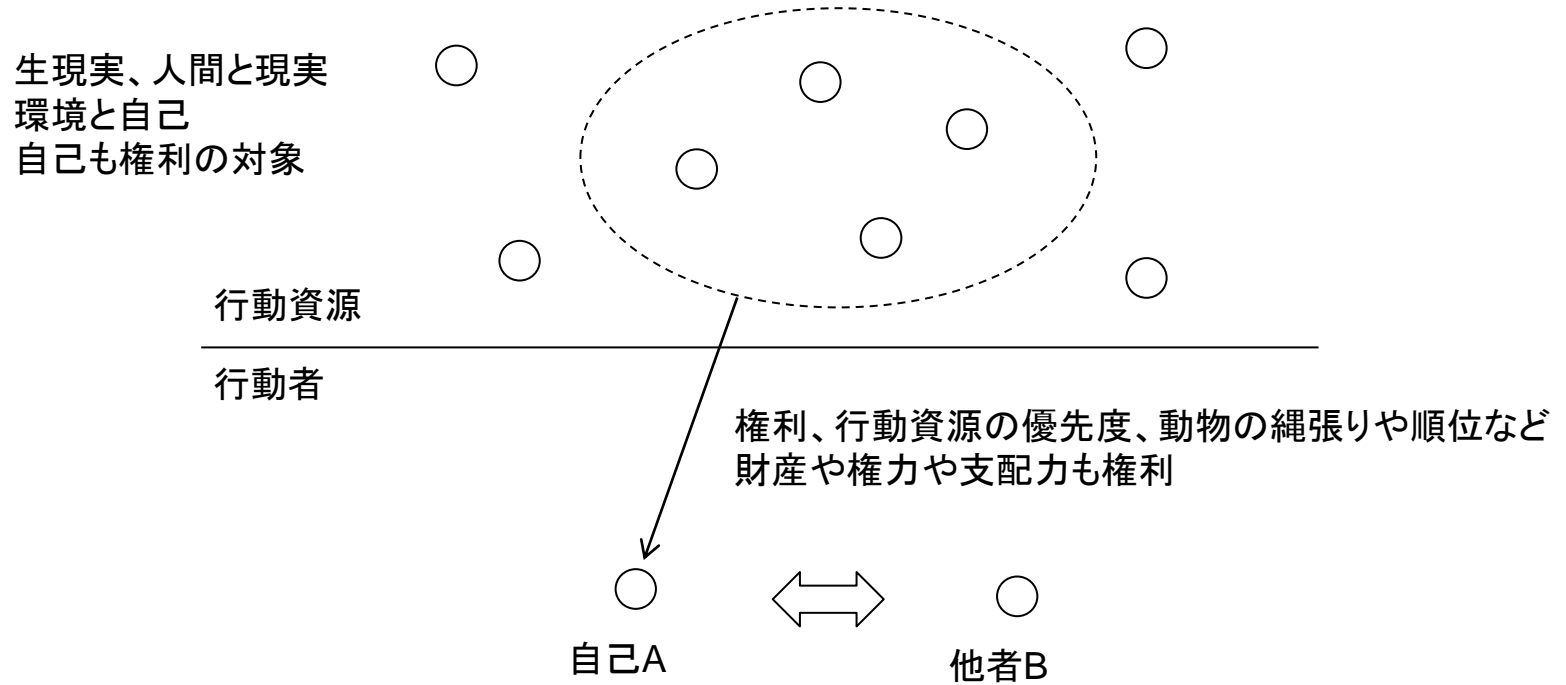 生現実、人間と現実
環境と自己
自己も権利の対象
行動資源
行動者
権利、行動資源の優先度、動物の縄張りや順位など
財産や権力や支配力も権利
自己A
他者B